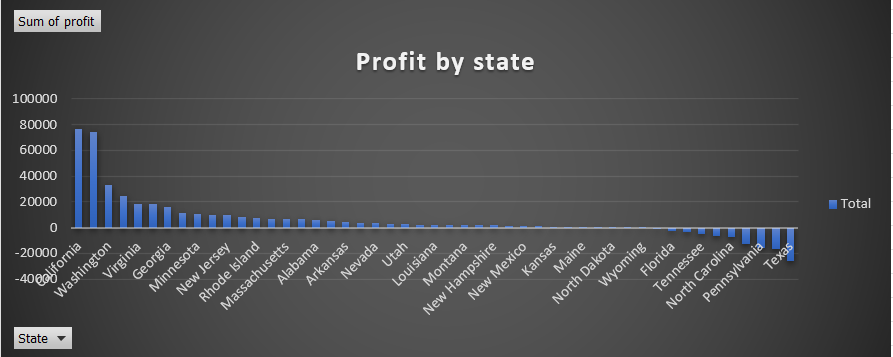 Sum of profit
Profit by state
100000
80000
60000
40000
20000
0
-20000
-40000
California
Washington
Virginia
Georgia
Minnesota
New Jersey
Rhode Island
Massachusetts
Alabama
Arkansas
Nevada
Utah
Louisiana
Montana
New Hampshire
New Mexico
Kansas
Maine
North Dakota
Wyoming
Florida
Tennessee
North Carolina
Pennsylvania
Texas
Total
State